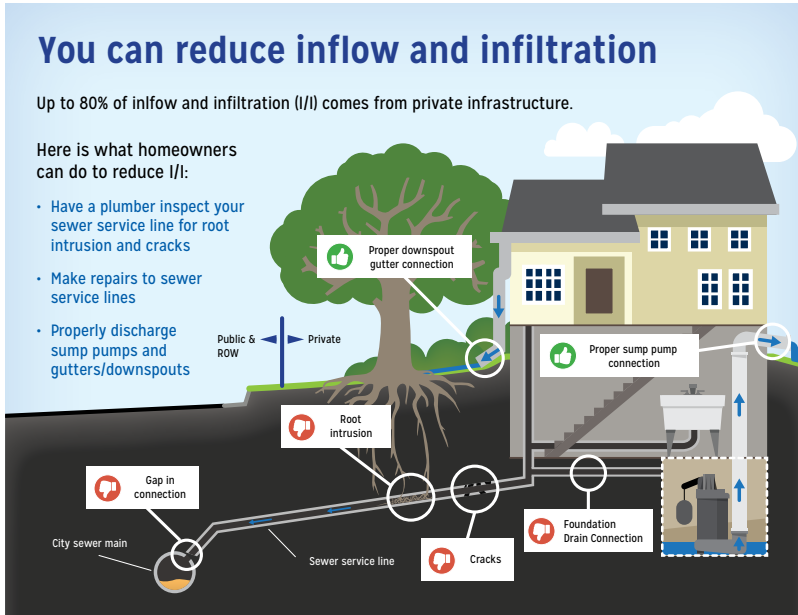 You can reduce inflow and infiltration
Up to 80% of inlfow and infiltration (I/I) comes from private infrastructure.
Here is what homeowners
can do to reduce I/I:
• Have a plumber inspect your
sewer service line for root
intrusion and cracks
• Make repairs to sewer
service lines
• Properly discharge
sump pumps and
gutters/downspouts
Proper downspout
gutter connection
Public &
ROW
Private
Proper sump pump
connection
Root
intrusion
Gap in
connection
Foundation
Drain Connection
City sewer main
Sewer service line
Cracks